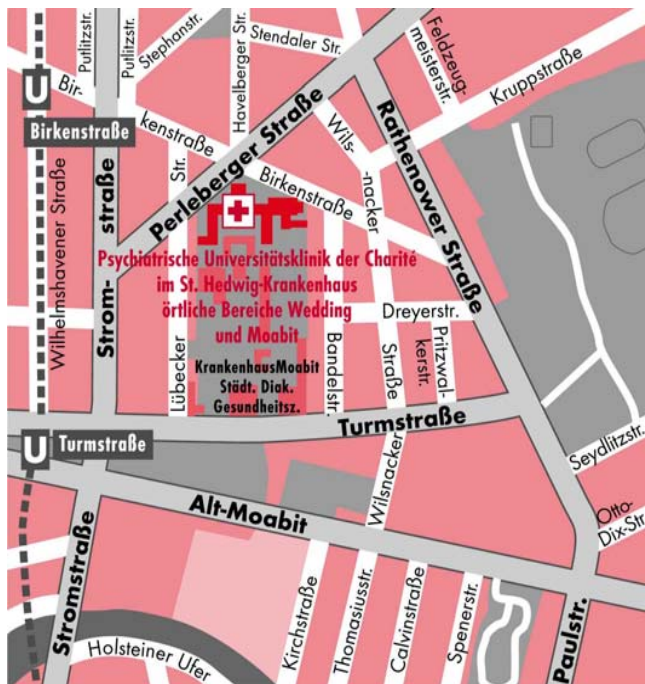 Putlitzstr.
Putlitzstr.
Stephanstr.
Havelberger Str.
Stendaler Str.
Feldzeug-
meisterstr.
Kruppstraße
U
Bir-
kenstraße
Birkenstraße
Birkenstraße
Wilhelmshavener Straße
Strom-
straße
Perleberger Straße
Wils-
-nacker
Straße
Rathenower Straße
Lübecker
Str.
Psychiatrische Universitätsklinik der Charité
im St. Hedwig-Krankenhaus
örtliche Bereiche Wedding
und Moabit
KrankenhausMoabit
Städt. Diak.
Gesundheitsz.
Dreyerstr.
Bandelstr.
Pritzwal-
kerstr.
Turmstraße
U
Turmstraße
Seydlitzstr.
Wilsnacker
Alt-Moabit
Otto-
Dix-Str
Stromstraße
Holsteiner Ufer
Kirchstraße
Thomasiusstr.
Calvinstraße
Spenerstr.
Paulstr.